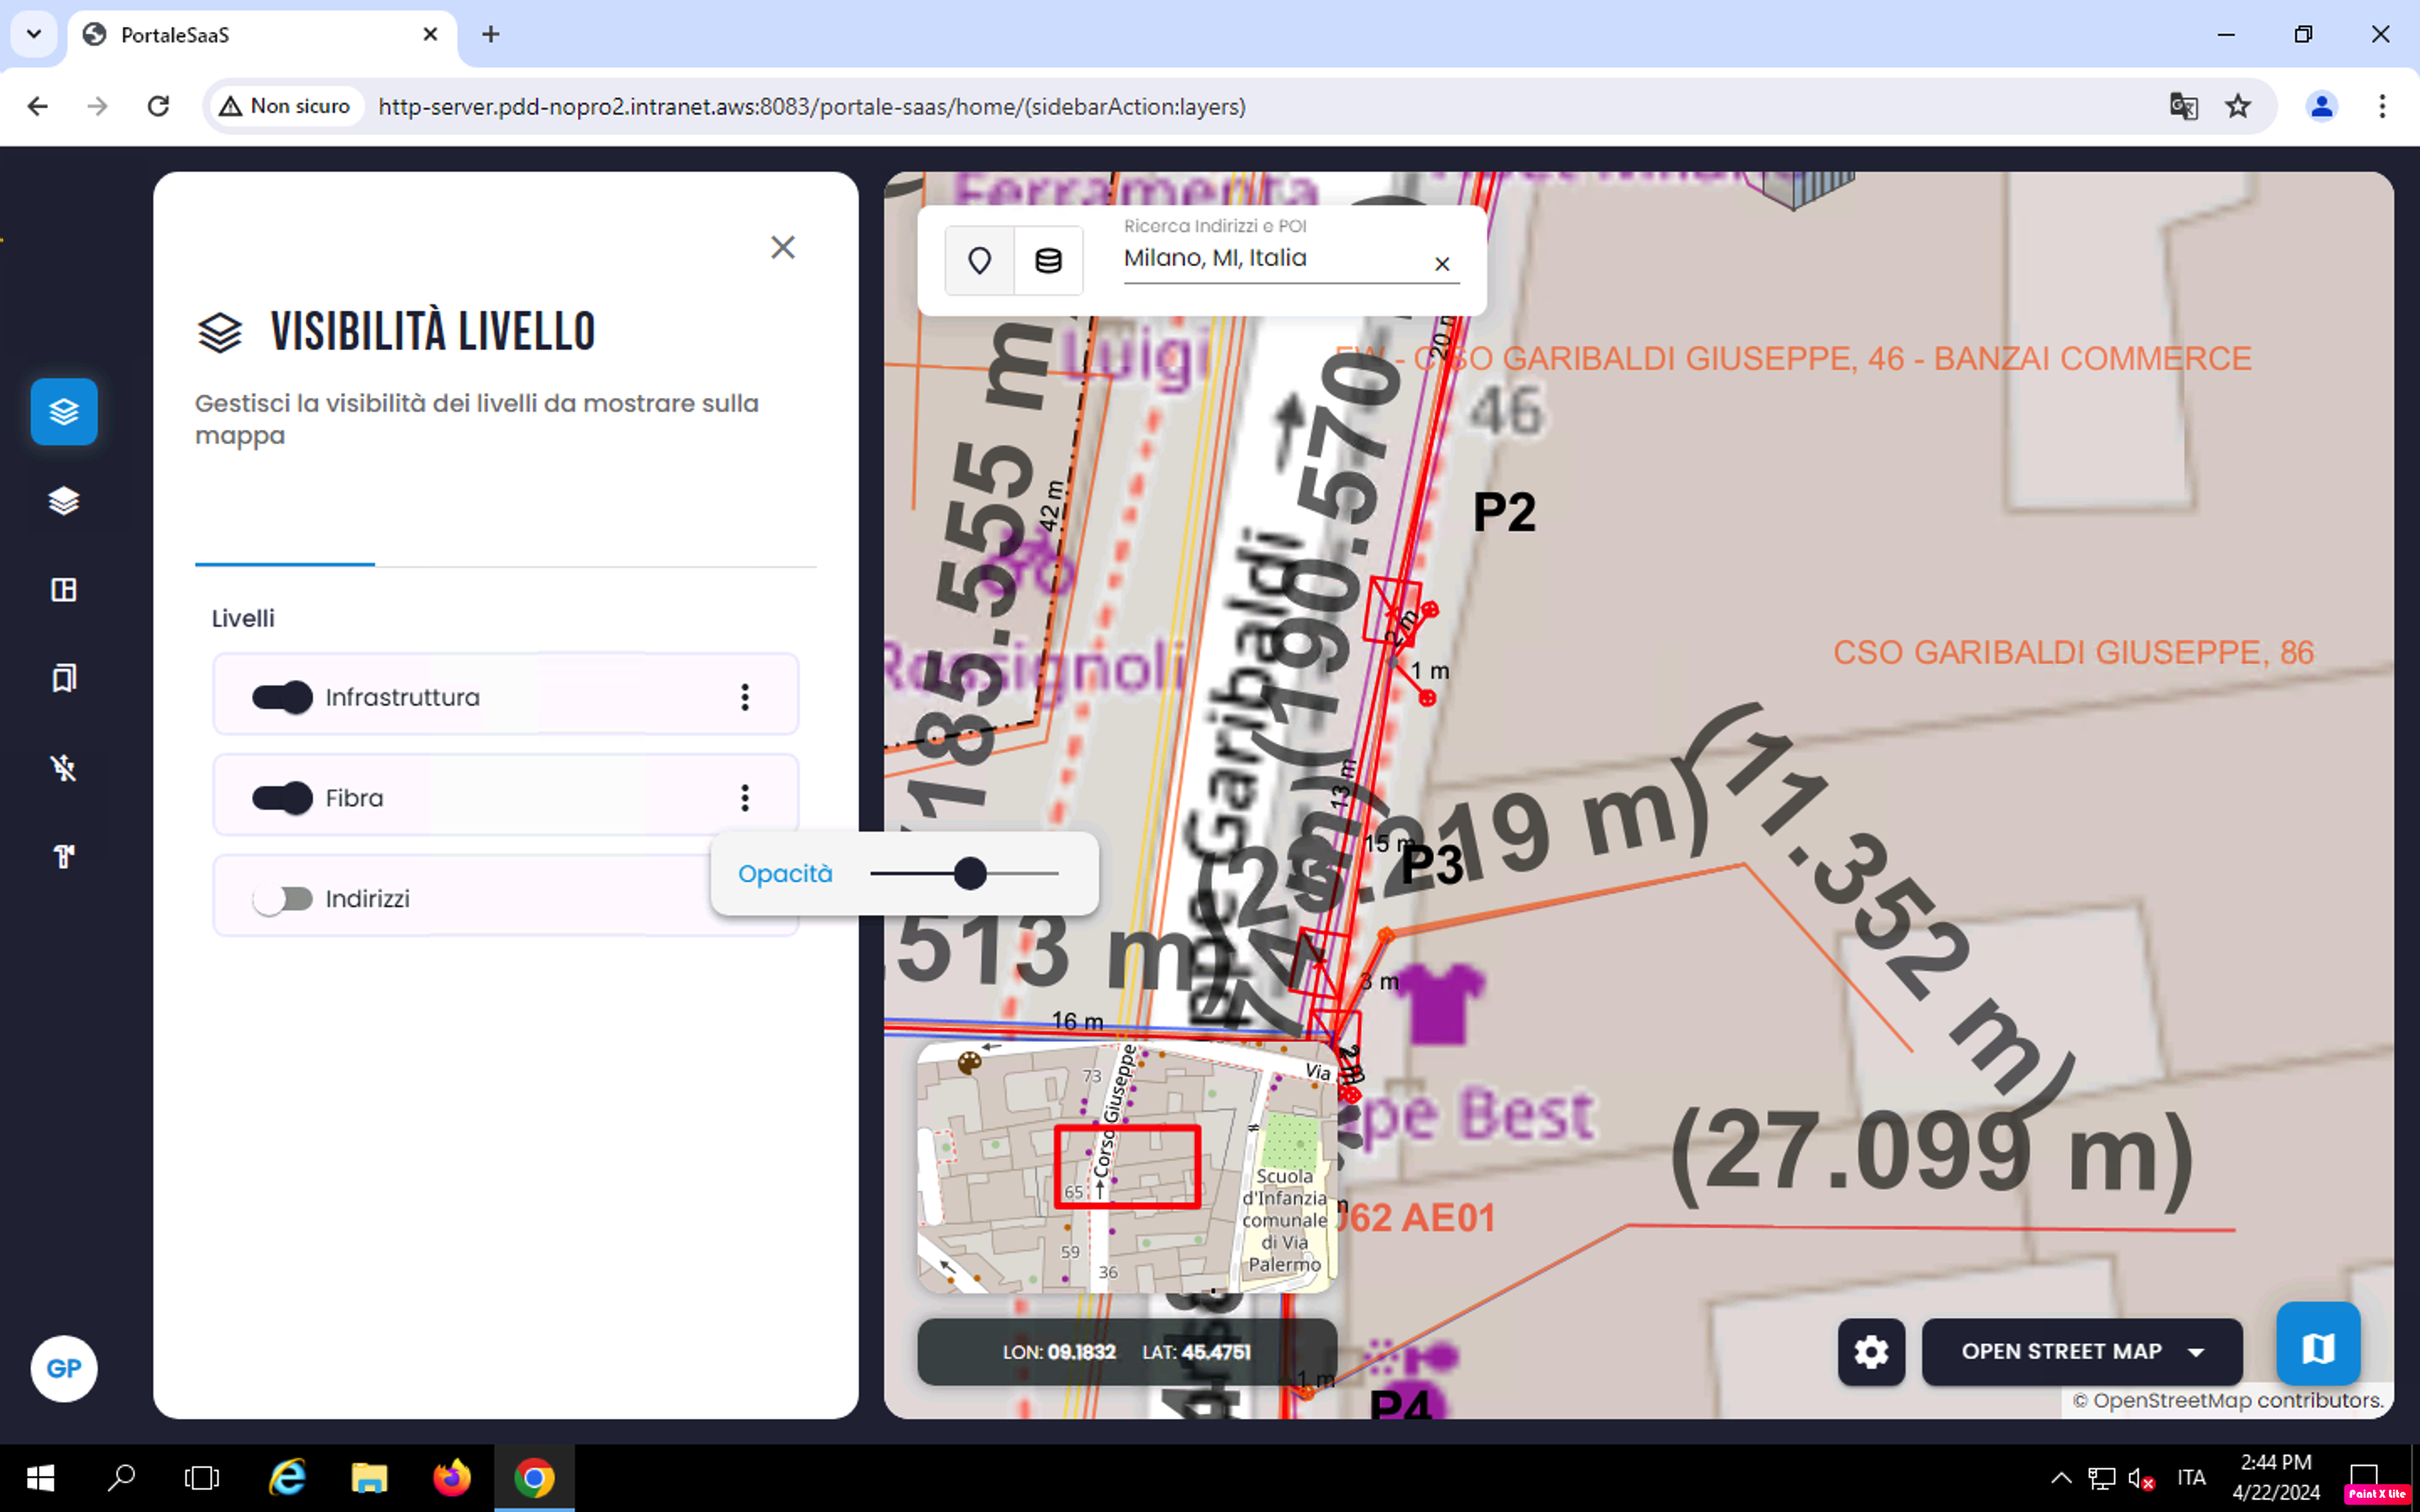 PortaleSaaS
Non sicuro
http-server.pdd-nopro2.intranet.aws:8083/portale-saas/home/(sidebarAction:layers)
VISIBILITÀ LIVELLO
Gestisci la visibilità dei livelli da mostrare sulla
mappa
Livelli
Infrastruttura
Fibra
Opacità
Indirizzi
GP
Ricerca Indirizzi e POI
Milano, MI, Italia
Ferramenta
Luigi
20 m
CSO GARIBALDI GIUSEPPE, 46 - BANZAI COMMERCE
46
42 m
185.555 m
(190.570
P2
Rossignoli
2 m
1 m
CSO GARIBALDI GIUSEPPE, 86
Garibaldi
13 m
15 m
P3
(11.352 m)
.513 m
3 m
16 m
2 m
73
Corso Giuseppe
Via
65
59
36
Scuola
d'Infanzia
comunale
di Via
Palermo
pe Best
(27.099 m)
62 AE01
LON: 09.1832 LAT: 45.4751
1 m
P4
OPEN STREET MAP
© OpenStreetMap contributors.
ITA
2:44 PM
4/22/2024
Paint X lite